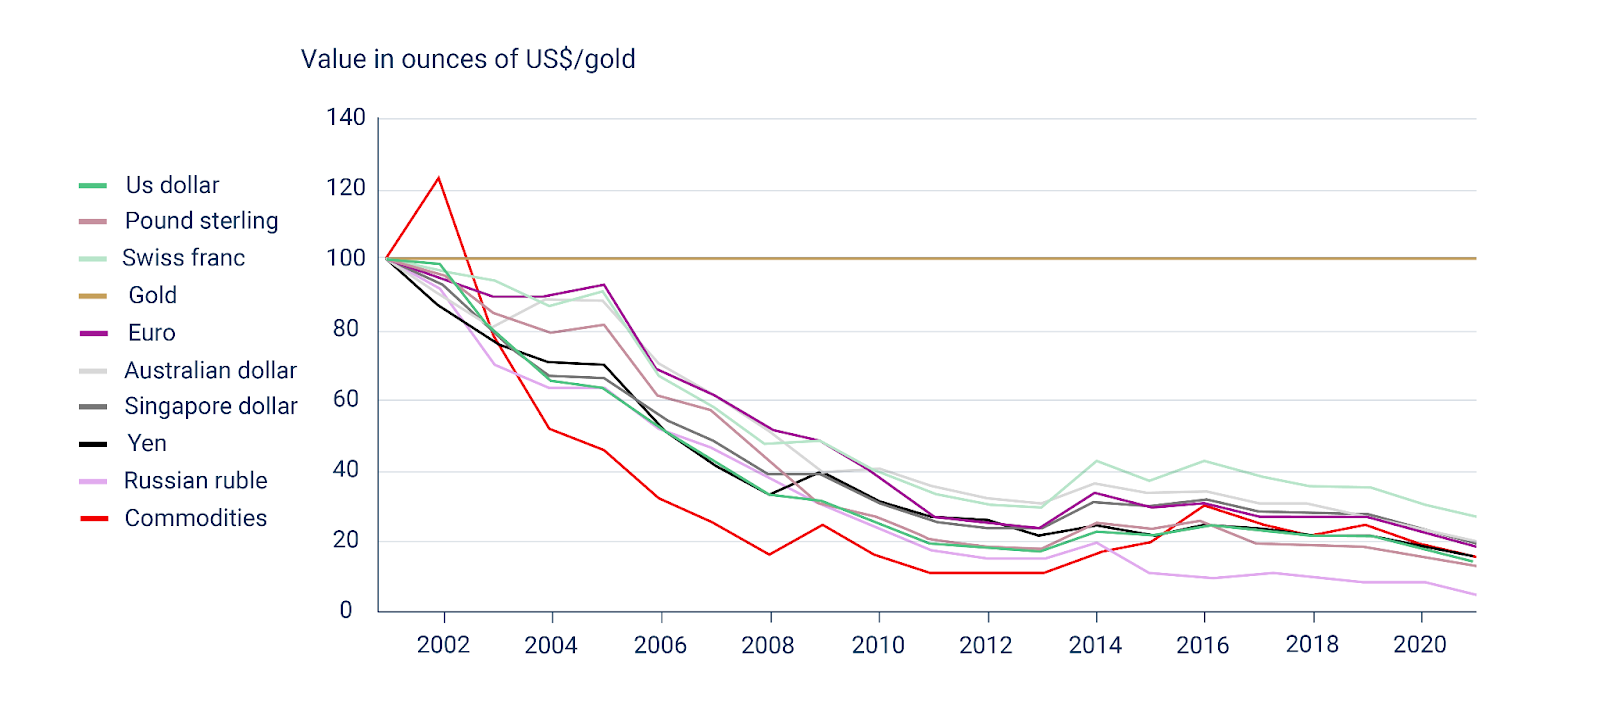 Value in ounces of US$/gold
140
120
100
80
60
40
20
0
Us dollar
Pound sterling
Swiss franc
Gold
Euro
Australian dollar
Singapore dollar
Yen
Russian ruble
Commodities
2002 2004 2006 2008 2010 2012 2014 2016 2018 2020